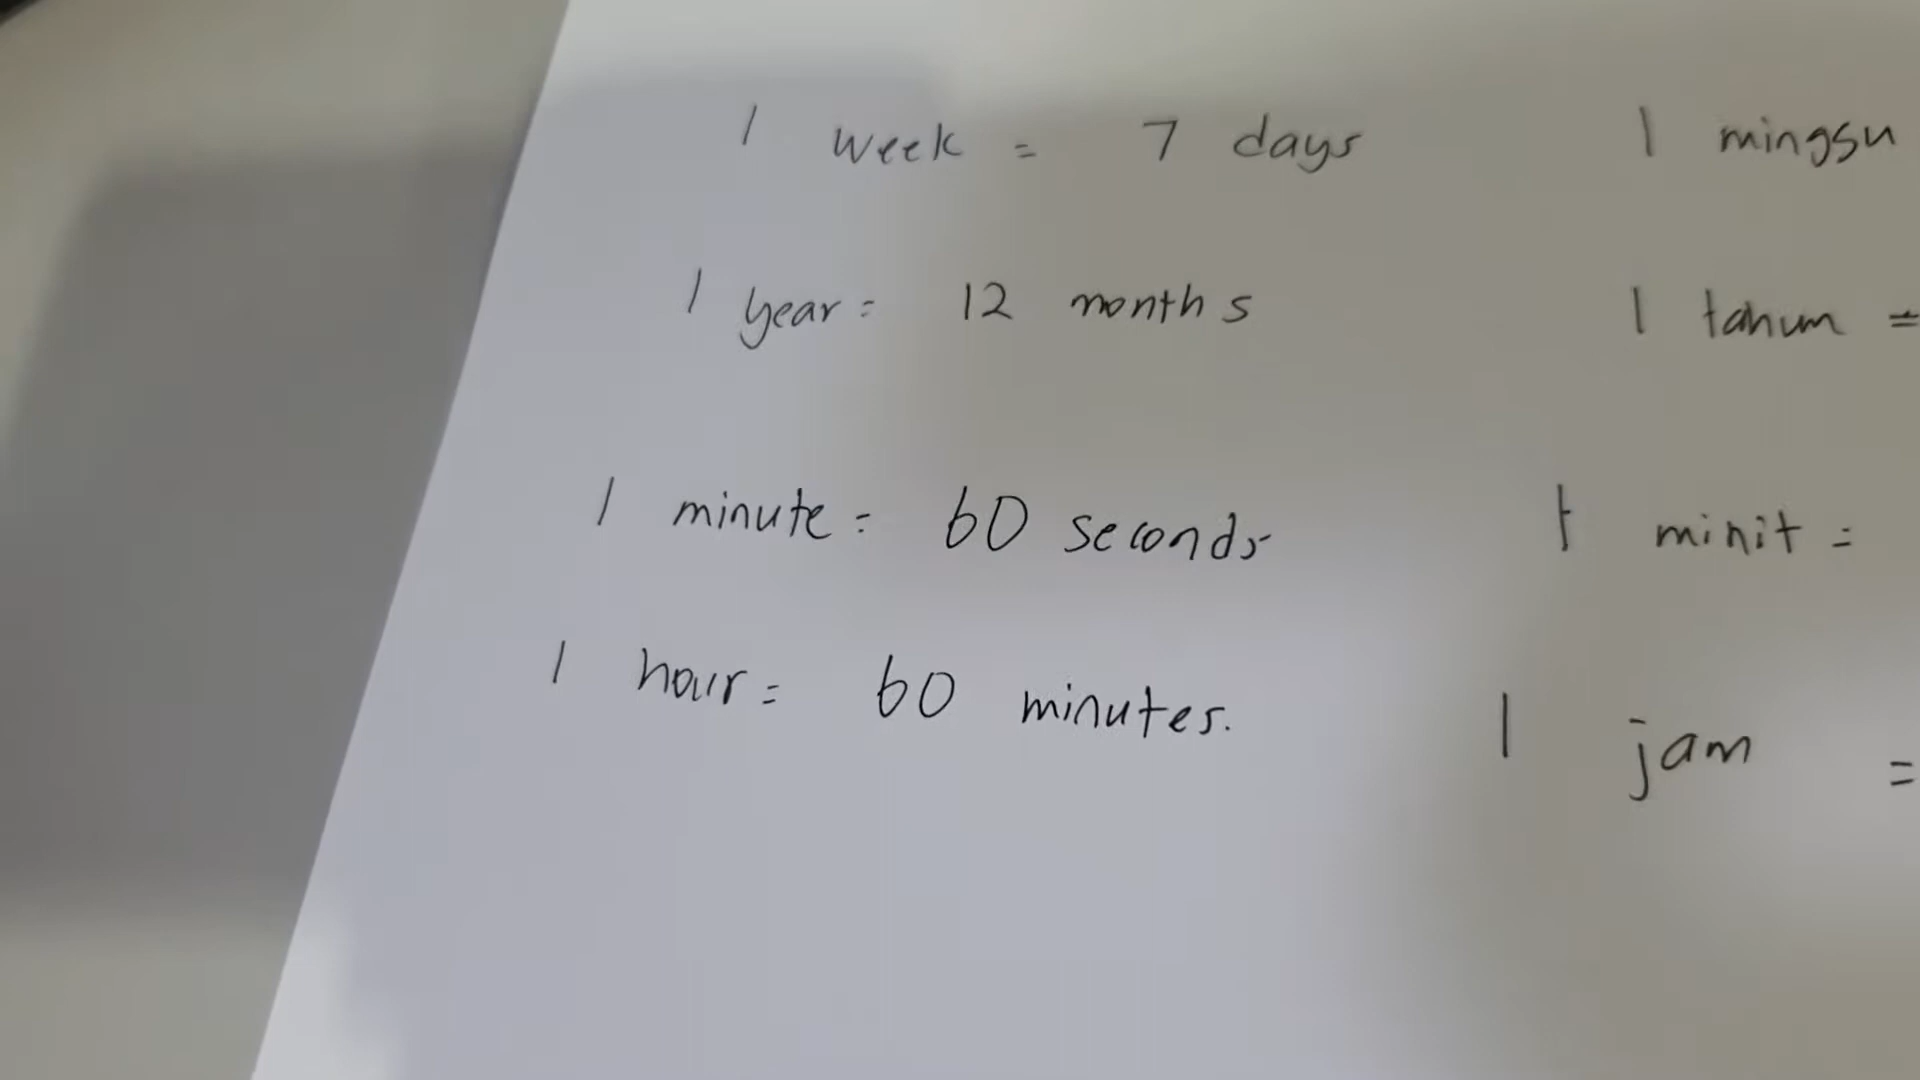 1 week = 7 days 1 mingsu
1 year = 12 months 1 tahun =
1 minute = 60 seconds 1 minit =
1 hour = 60 minutes. 1 jam =